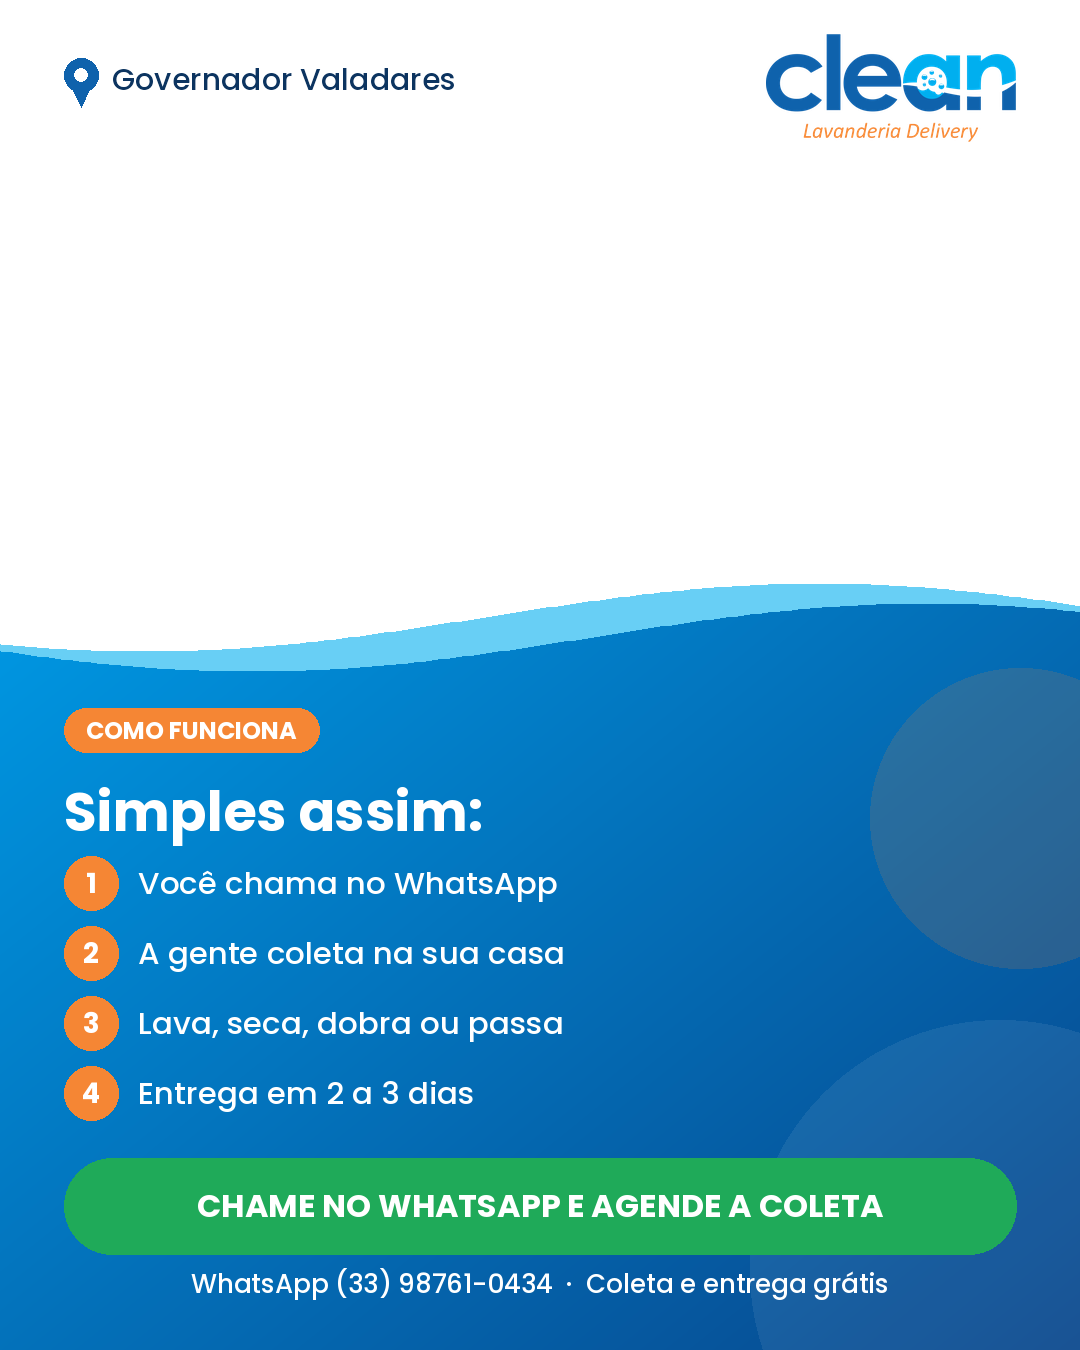 Governador Valadares
clean
Lavanderia Delivery
COMO FUNCIONA
Simples assim:
1 Você chama no WhatsApp
2 A gente coleta na sua casa
3 Lava, seca, dobra ou passa
4 Entrega em 2 a 3 dias
CHAME NO WHATSAPP E AGENDE A COLETA
WhatsApp (33) 98761-0434 · Coleta e entrega grátis